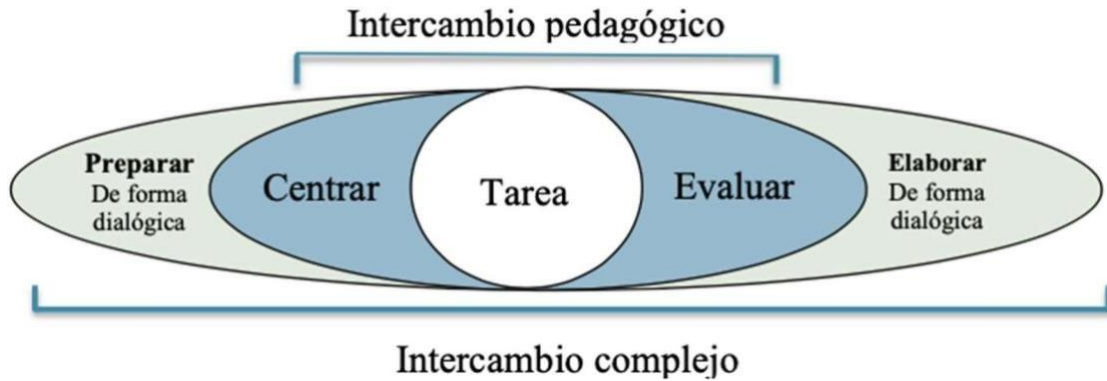 Intercambio pedagógico
Preparar
De forma
dialógica
Centrar
Tarea
Evaluar
Elaborar
De forma
dialógica
Intercambio complejo